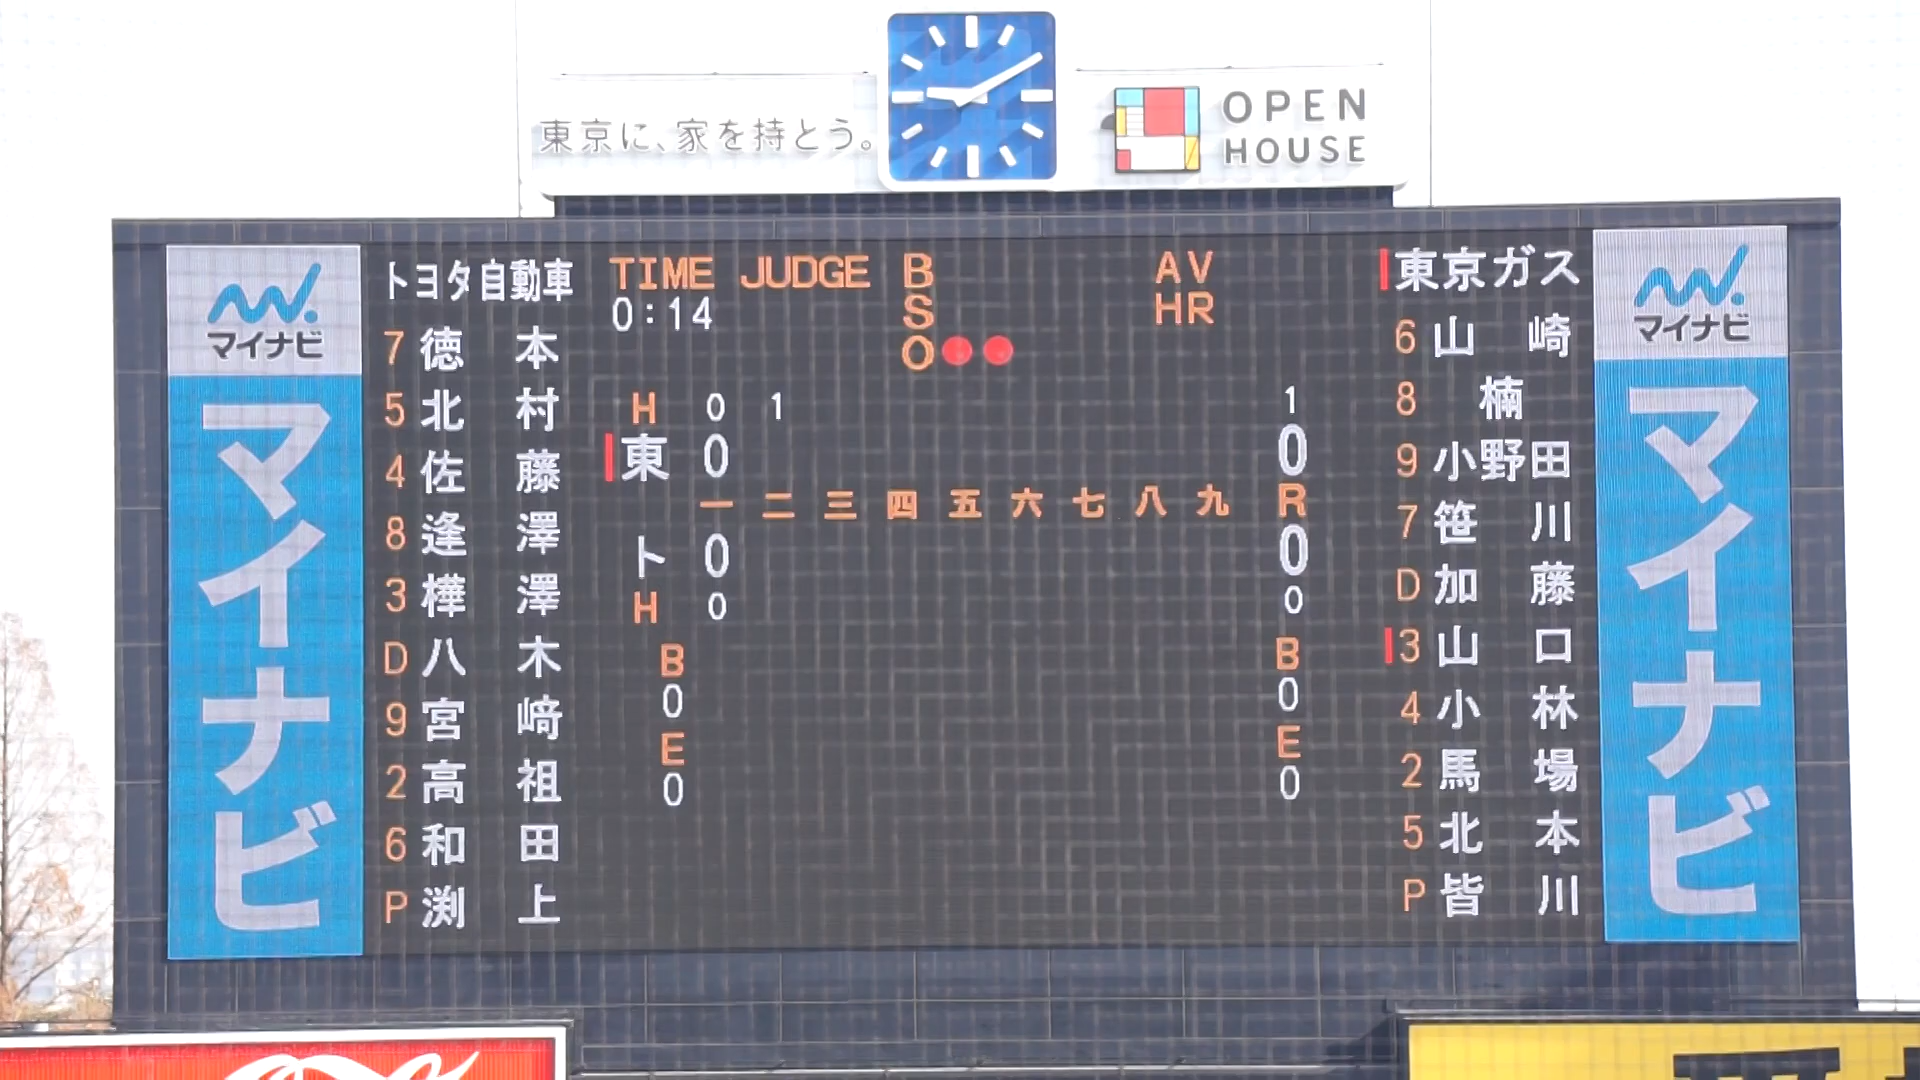 東京に、家を持とう。
OPEN
HOUSE
マイナビ
マイナビ
トヨタ自動車
7 徳本
5 北村
4 佐藤
8 逢澤
3 樺澤
D 八木
9 宮﨑
2 高祖
6 和田
P 渕上
TIME JUDGE
0:14
B
S
O
AV
HR
H 0 1 1
東 0 0
一 二 三 四 五 六 七 八 九 R
ト 0 0
H 0 0
B B
0 0
E E
0 0
東京ガス
6 山崎
8 楠
9 小野田
7 笹川
D 加藤
3 山口
4 小林
2 馬場
5 北本
P 皆川
マイナビ
マイナビ